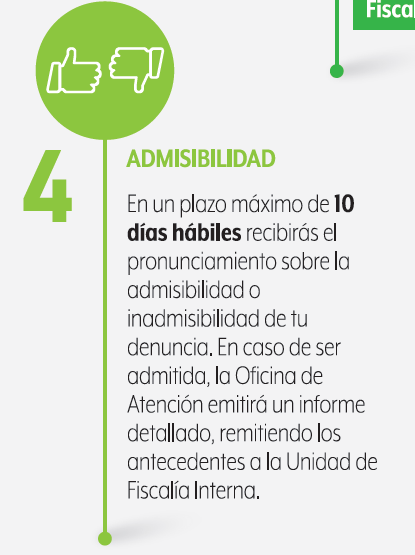 Fiscal
4
ADMISIBILIDAD
En un plazo máximo de 10
días hábiles recibirás el
pronunciamiento sobre la
admisibilidad o
inadmisibilidad de tu
denuncia. En caso de ser
admitida, la Oficina de
Atención emitirá un informe
detallado, remitiendo los
antecedentes a la Unidad de
Fiscalía Interna.